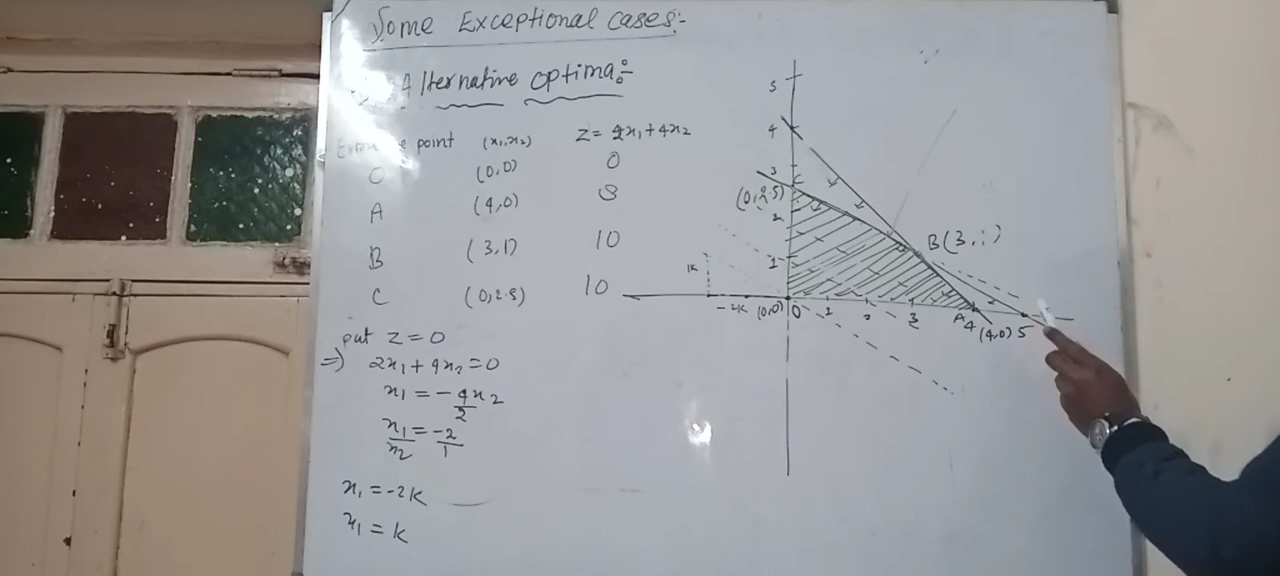 Some Exceptional cases:-
Alternative optima:-
point (x₁,x₂) Z= 2x₁+4x₂
O (0,0) 0
A (4,0) 8
B (3,1) 10
C (0,2.5) 10
put Z=0
=) 2x₁+4x₂=0
x₁ = -4x₂/2
x₁/x₂ = -2/1
x₁ = -2k
x₁ = k
5
4
3
C
(0,2.5)
2
B(3,
1
1k
-2k (0,0) O 1 2 3 A 4 (4,0) 5